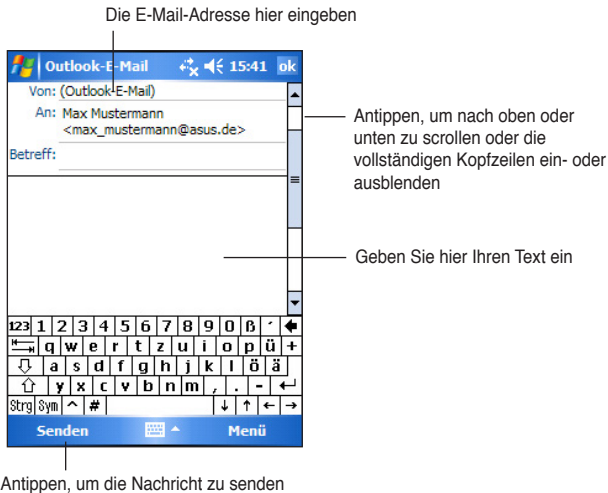 Die E-Mail-Adresse hier eingeben
Outlook-E-Mail 15:41 ok
Von: (Outlook-E-Mail)
An: Max Mustermann
<max_mustermann@asus.de>
Betreff:
Antippen, um nach oben oder
unten zu scrollen oder die
vollständigen Kopfzeilen ein- oder
ausblenden
Geben Sie hier Ihren Text ein
123 1 2 3 4 5 6 7 8 9 0 ß ´
q w e r t z u i o p ü +
a s d f g h j k l ö ä
y x c v b n m , . -
Strg Sym ^ # ↓ ↑ ← →
Senden Menü
Antippen, um die Nachricht zu senden